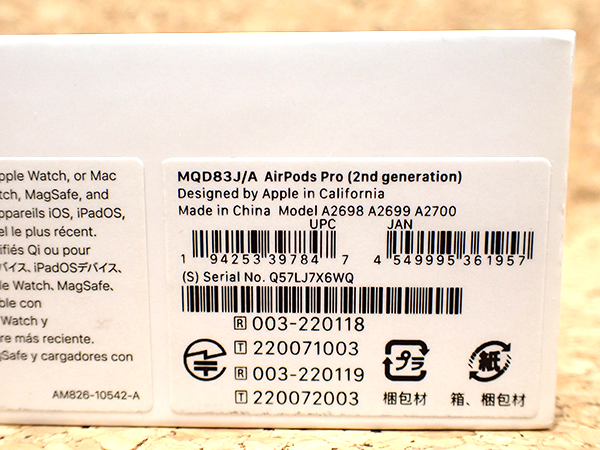 pple Watch, or Mac
tch, MagSafe, and
ppareils iOS, iPadOS,
el le plus récent.
ifiés Qi ou pour
バイス、iPadOSデバイス、
le Watch、MagSafe、
ble con
Watch y
re más reciente.
gSafe y cargadores con
AM826-10542-A
MQD83J/A AirPods Pro (2nd generation)
Designed by Apple in California
Made in China Model A2698 A2699 A2700
UPC JAN
1 94253 39784 7 4 549995 361957
(S) Serial No. Q57LJ7X6WQ
R 003-220118
T 220071003
R 003-220119
T 220072003
プラ
梱包材
紙
箱、梱包材